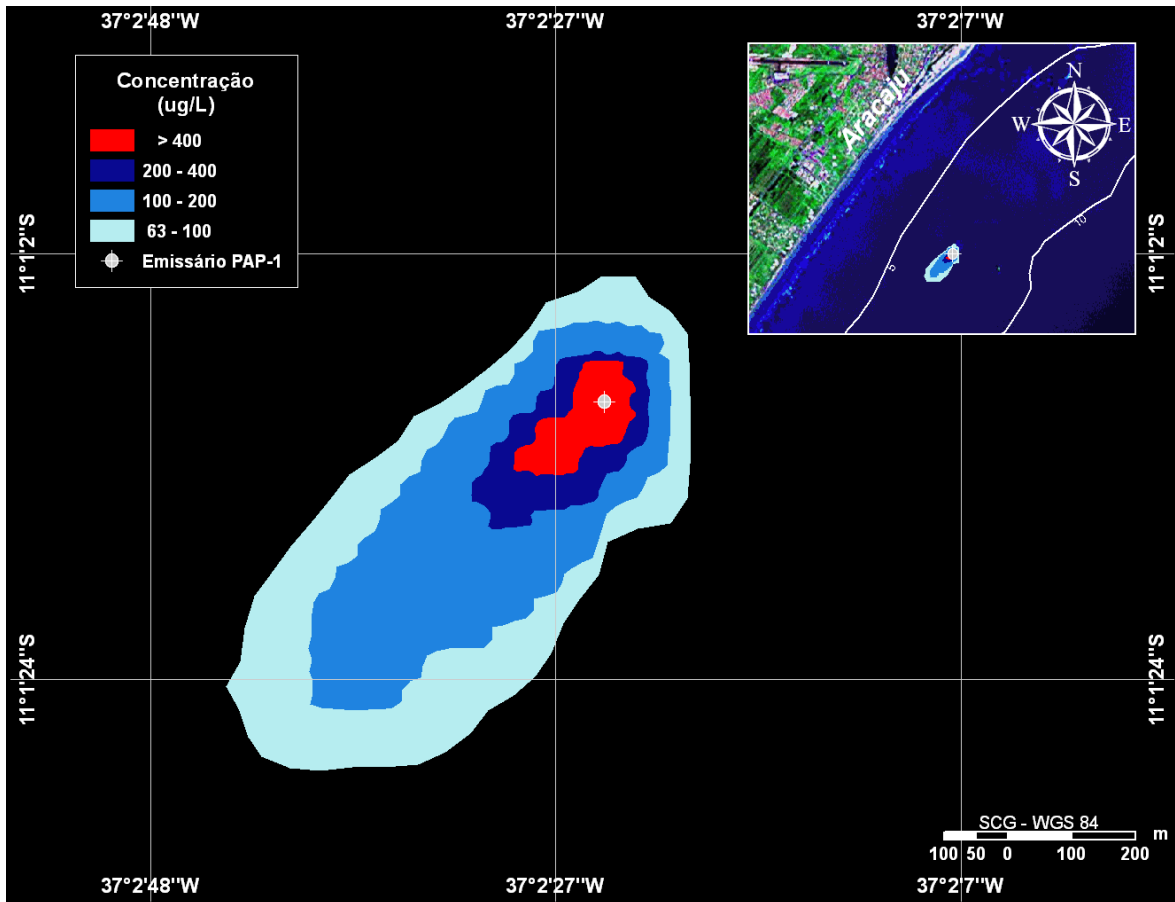 37°2'48"W 37°2'27"W 37°2'7"W
Concentração
(ug/L)
> 400
200 - 400
100 - 200
63 - 100
Emissário PAP-1
Aracaju
N
W E
S
5
10
11°1'2"S 11°1'2"S
11°1'24"S 11°1'24"S
SCG - WGS 84
m
100 50 0 100 200
37°2'48"W 37°2'27"W 37°2'7"W